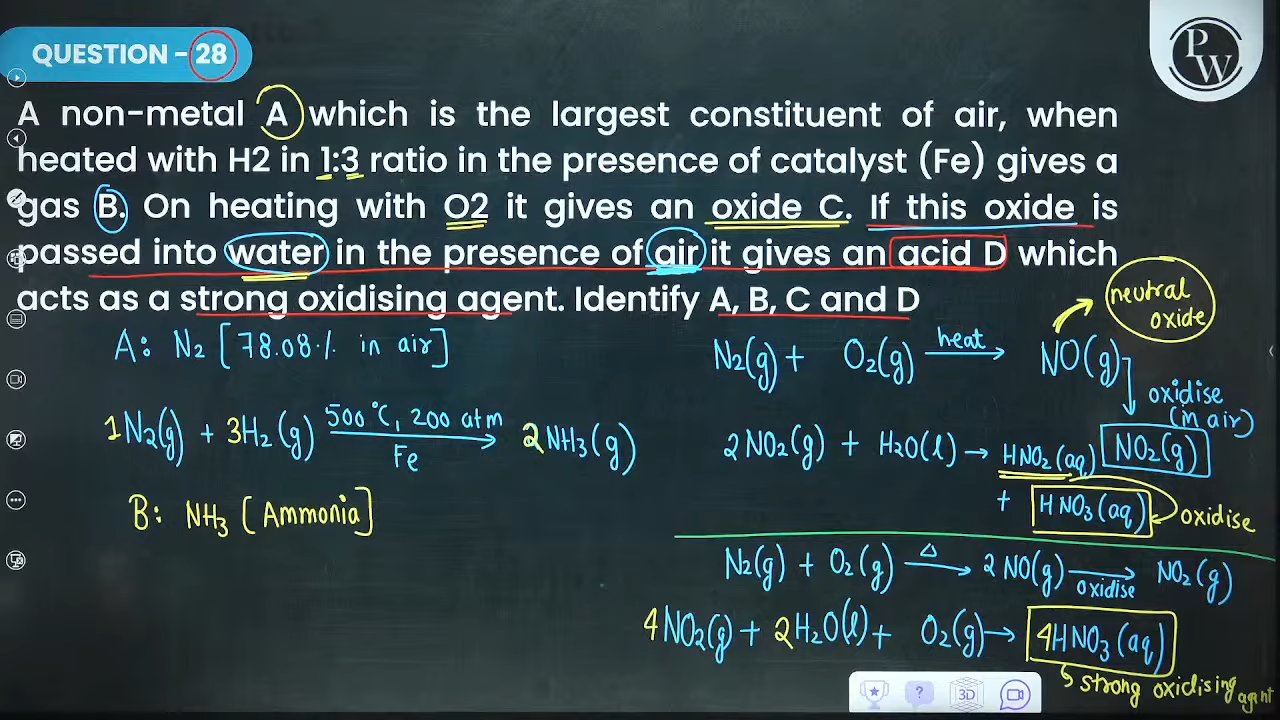 QUESTION - 28
PW
A non-metal A which is the largest constituent of air, when
heated with H2 in 1:3 ratio in the presence of catalyst (Fe) gives a
gas B. On heating with O2 it gives an oxide C. If this oxide is
passed into water in the presence of air it gives an acid D which
acts as a strong oxidising agent. Identify A, B, C and D
neutral
oxide
A: N₂ [78.08% in air]
1N₂(g) + 3H₂(g) 500°C, 200 atm Fe → 2NH₃(g)
B: NH₃ [Ammonia]
N₂(g) + O₂(g) heat → NO(g)
oxidise
(in air)
NO₂(g)
2NO₂(g) + H₂O(l) → HNO₂(aq)
+ HNO₃(aq)
oxidise
N₂(g) + O₂(g) Δ → 2NO(g) oxidise → NO₂(g)
4NO₂(g) + 2H₂O(l) + O₂(g) → 4HNO₃(aq)
strong oxidising agent
?
3D